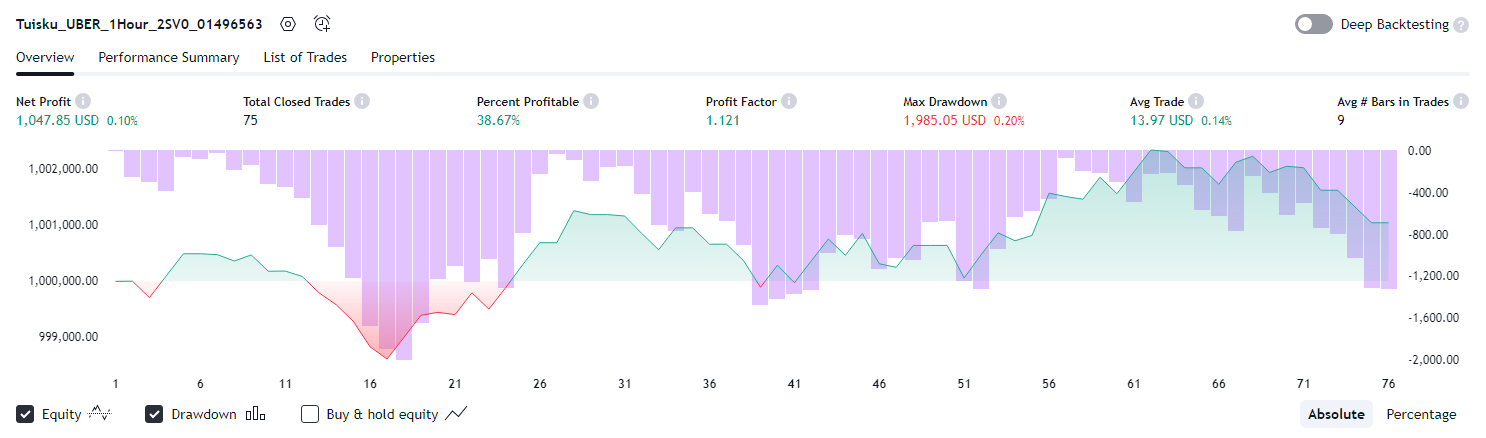 Tuisku_UBER_1Hour_2SV0_01496563 Deep Backtesting ?
Overview Performance Summary List of Trades Properties
Net Profit i Total Closed Trades i Percent Profitable i Profit Factor i Max Drawdown i Avg Trade i Avg # Bars in Trades i
1,047.85 USD 0.10% 75 38.67% 1.121 1,985.05 USD 0.20% 13.97 USD 0.14% 9
0.00
1,002,000.00
-400.00
1,001,000.00
-800.00
1,000,000.00 -1,200.00
-1,600.00
999,000.00
-2,000.00
1 6 11 16 21 26 31 36 41 46 51 56 61 66 71 76
Equity Drawdown Buy & hold equity Absolute Percentage